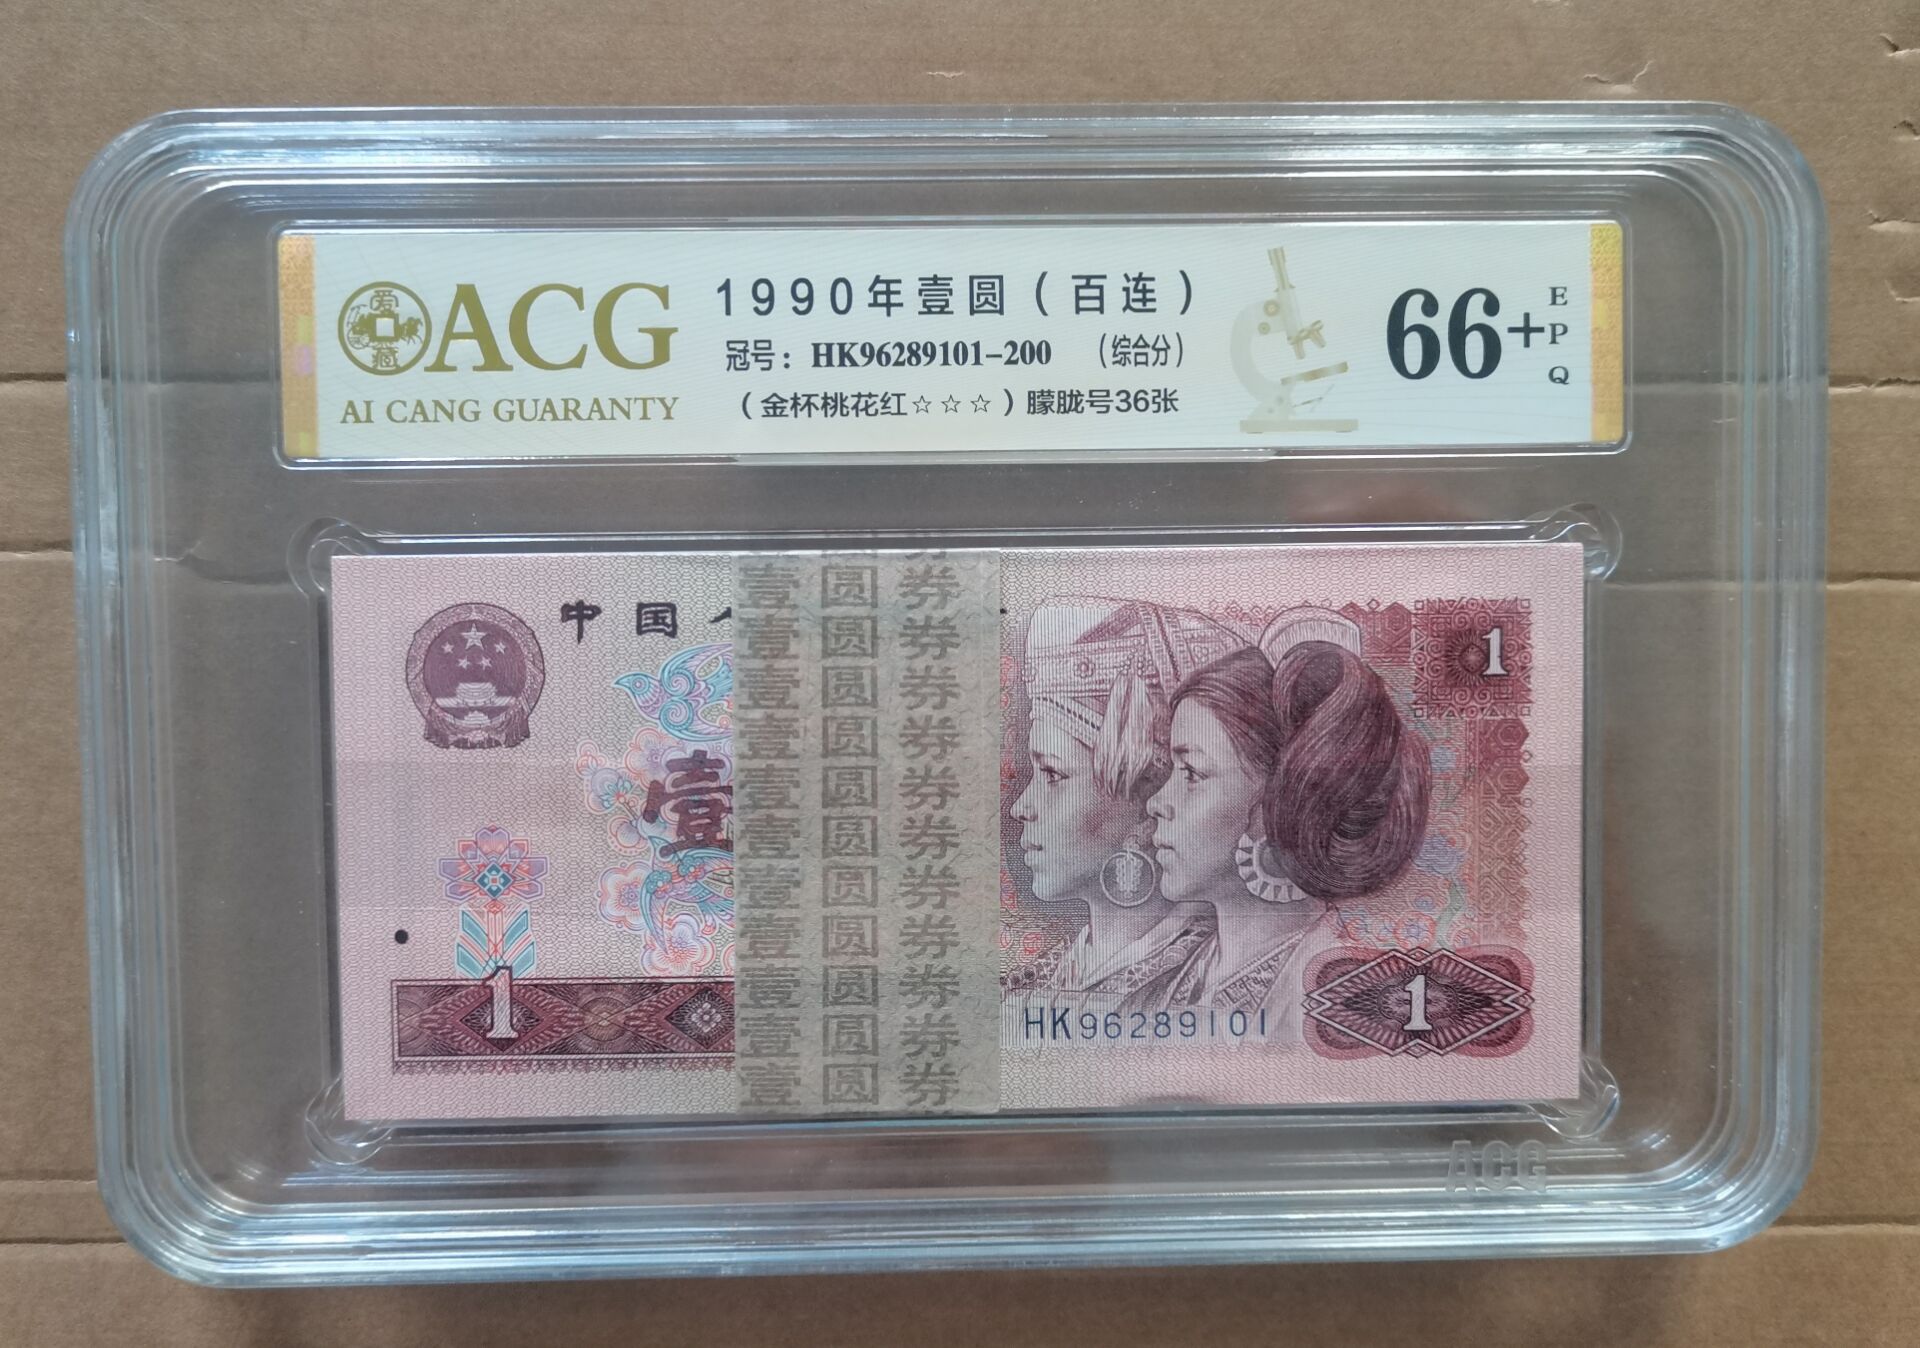 爱藏
ACG
AI CANG GUARANTY
1990年壹圆（百连）
冠号：HK96289101-200 （综合分）
（金杯桃花红☆☆☆）朦胧号36张
66+
EPQ
中国
壹
壹圆券
壹圆券
壹圆券
壹圆券
壹圆券
壹圆券
壹圆券
壹圆券
壹圆券
壹圆券
壹圆券
1
1
HK96289101
1
ACG